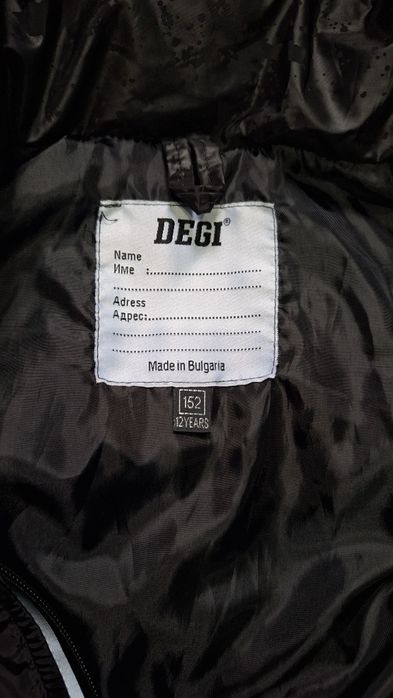 DEGI®
Name
Име :......................
..............................
Adress
Адрес:......................
..............................
..............................
Made in Bulgaria
152
12 YEARS